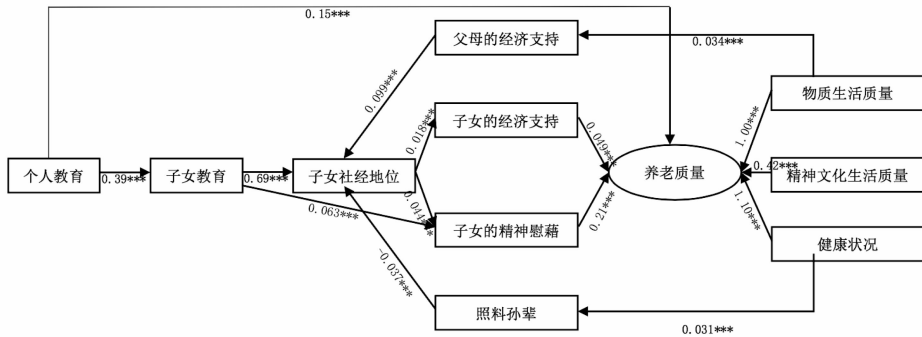 0.15***
父母的经济支持
0.034***
物质生活质量
0.099***
子女的经济支持
0.018***
0.049***
1.00***
个人教育
0.39***
子女教育
0.69***
子女社经地位
养老质量
0.42***
精神文化生活质量
0.063***
0.044***
子女的精神慰藉
0.21***
1.10***
健康状况
-0.037***
照料孙辈
0.031***